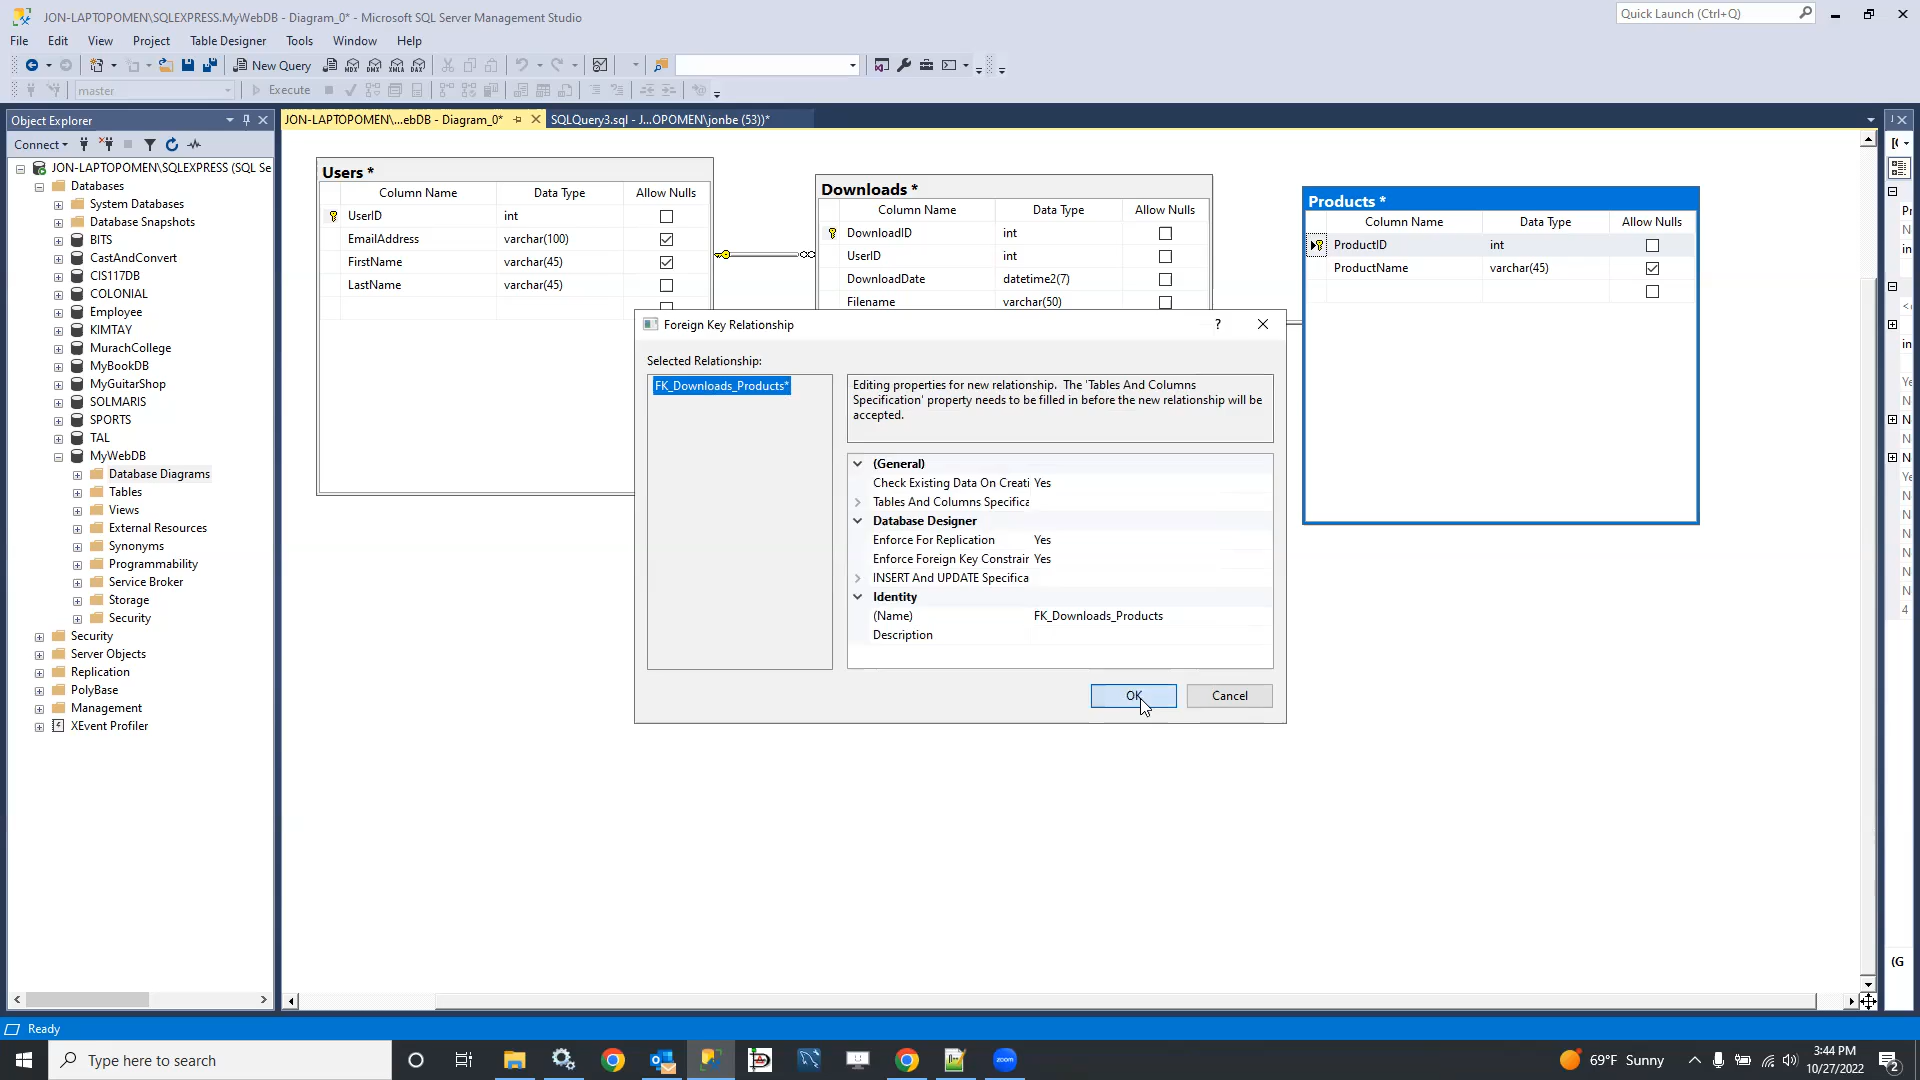 JON-LAPTOPOMEN\SQLEXPRESS.MyWebDB - Diagram_0* - Microsoft SQL Server Management Studio
Quick Launch (Ctrl+Q)
File Edit View Project Table Designer Tools Window Help
New Query
MDX DMX XMLA DAX
master
Execute
Object Explorer
JON-LAPTOPOMEN\...ebDB - Diagram_0*
SQLQuery3.sql - J...OPOMEN\jonbe (53))*
Connect
JON-LAPTOPOMEN\SQLEXPRESS (SQL Se
Databases
System Databases
Database Snapshots
BITS
CastAndConvert
CIS117DB
COLONIAL
Employee
KIMTAY
MurachCollege
MyBookDB
MyGuitarShop
SOLMARIS
SPORTS
TAL
MyWebDB
Database Diagrams
Tables
Views
External Resources
Synonyms
Programmability
Service Broker
Storage
Security
Security
Server Objects
Replication
PolyBase
Management
XEvent Profiler
Users *
Column Name Data Type Allow Nulls
UserID int
EmailAddress varchar(100)
FirstName varchar(45)
LastName varchar(45)
Downloads *
Column Name Data Type Allow Nulls
DownloadID int
UserID int
DownloadDate datetime2(7)
Filename varchar(50)
Products *
Column Name Data Type Allow Nulls
ProductID int
ProductName varchar(45)
Foreign Key Relationship
?
Selected Relationship:
FK_Downloads_Products*
Editing properties for new relationship. The 'Tables And Columns
Specification' property needs to be filled in before the new relationship will be
accepted.
(General)
Check Existing Data On Creati Yes
Tables And Columns Specifica
Database Designer
Enforce For Replication Yes
Enforce Foreign Key Constrair Yes
INSERT And UPDATE Specifica
Identity
(Name) FK_Downloads_Products
Description
OK Cancel
(G
Ready
Type here to search
zoom
69°F Sunny
3:44 PM
10/27/2022
2